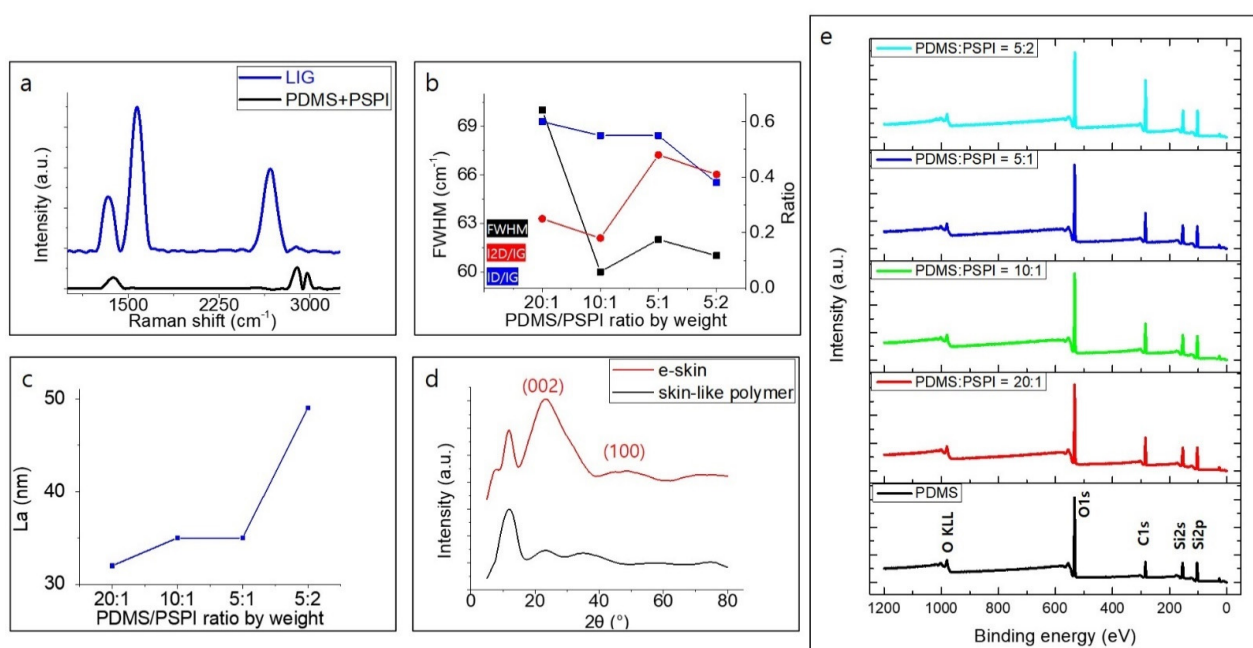 a
LIG
PDMS+PSPI
Intensity (a.u.)
1500 2250 3000
Raman shift (cm⁻¹)
b
69
66
63
60
FWHM (cm⁻¹)
0.6
0.4
0.2
0.0
Ratio
FWHM
I2D/IG
ID/IG
20:1 10:1 5:1 5:2
PDMS/PSPI ratio by weight
c
50
40
30
La (nm)
20:1 10:1 5:1 5:2
PDMS/PSPI ratio by weight
d
e-skin
skin-like polymer
(002)
(100)
Intensity (a.u.)
0 20 40 60 80
2θ (°)
e
PDMS:PSPI = 5:2
PDMS:PSPI = 5:1
PDMS:PSPI = 10:1
PDMS:PSPI = 20:1
PDMS
O KLL
O1s
C1s
Si2s
Si2p
Intensity (a.u.)
1200 1000 800 600 400 200 0
Binding energy (eV)